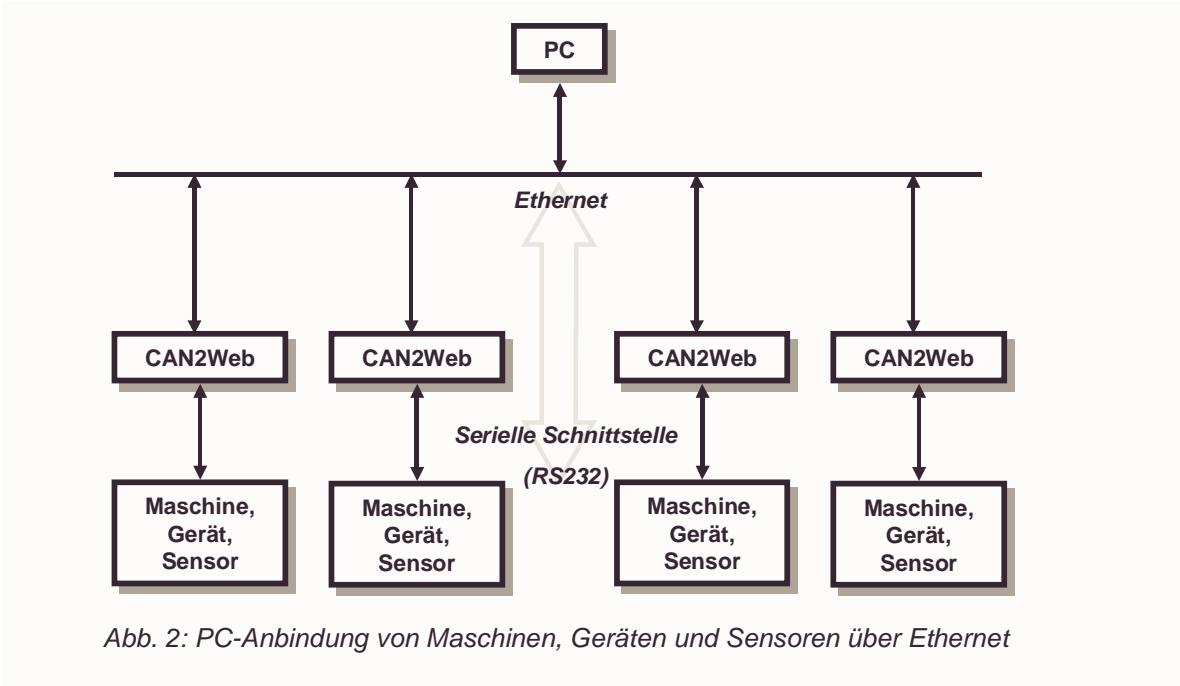 PC
Ethernet
CAN2Web
CAN2Web
CAN2Web
CAN2Web
Serielle Schnittstelle
(RS232)
Maschine,
Gerät,
Sensor
Maschine,
Gerät,
Sensor
Maschine,
Gerät,
Sensor
Maschine,
Gerät,
Sensor
Abb. 2: PC-Anbindung von Maschinen, Geräten und Sensoren über Ethernet